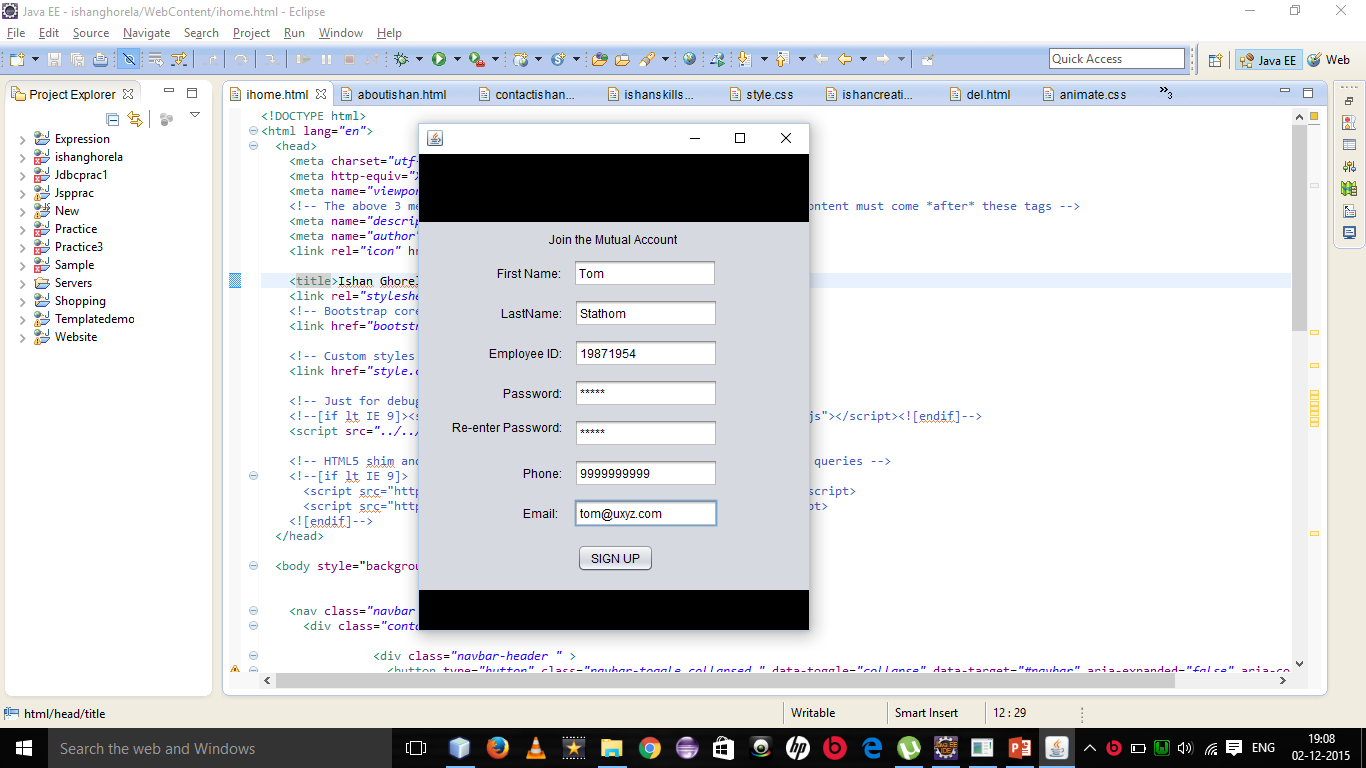 Java EE - ishanghorela/WebContent/ihome.html - Eclipse
File Edit Source Navigate Search Project Run Window Help
Quick Access
Java EE
Web
Project Explorer
ihome.html aboutishan.html contactishan... ishanskills... style.css ishancreati... del.html animate.css »3
Expression
ishanghorela
Jdbcprac1
Jspprac
New
Practice
Practice3
Sample
Servers
Shopping
Templatedemo
Website
<!DOCTYPE html>
<html lang="en">
<head>
<meta charset="utf-
<meta http-equiv="
<meta name="viewpor
<!-- The above 3 me ontent must come *after* these tags -->
<meta name="descrip
<meta name="author"
<link rel="icon" h
<title>Ishan Ghorel
<link rel="styleshe
<!-- Bootstrap core
<link href="bootstr
<!-- Custom styles
<link href="style.c
<!-- Just for debug
<!--[if lt IE 9]><s js"></script><![endif]-->
<script src="../../
<!-- HTML5 shim and queries -->
<!--[if lt IE 9]>
<script src="htt script>
<script src="htt pt>
<![endif]-->
</head>
<body style="backgrou
<nav class="navbar
<div class="conta
<div class="navbar-header " >
<button type="button" class="navbar-toggle collapsed " data-toggle="collapse" data-target="#navbar" aria-expanded="false" aria-co
Join the Mutual Account
First Name: Tom
LastName: Stathom
Employee ID: 19871954
Password: *****
Re-enter Password: *****
Phone: 9999999999
Email: tom@uxyz.com
SIGN UP
html/head/title
Writable
Smart Insert
12 : 29
Search the web and Windows
ENG
19:08
02-12-2015